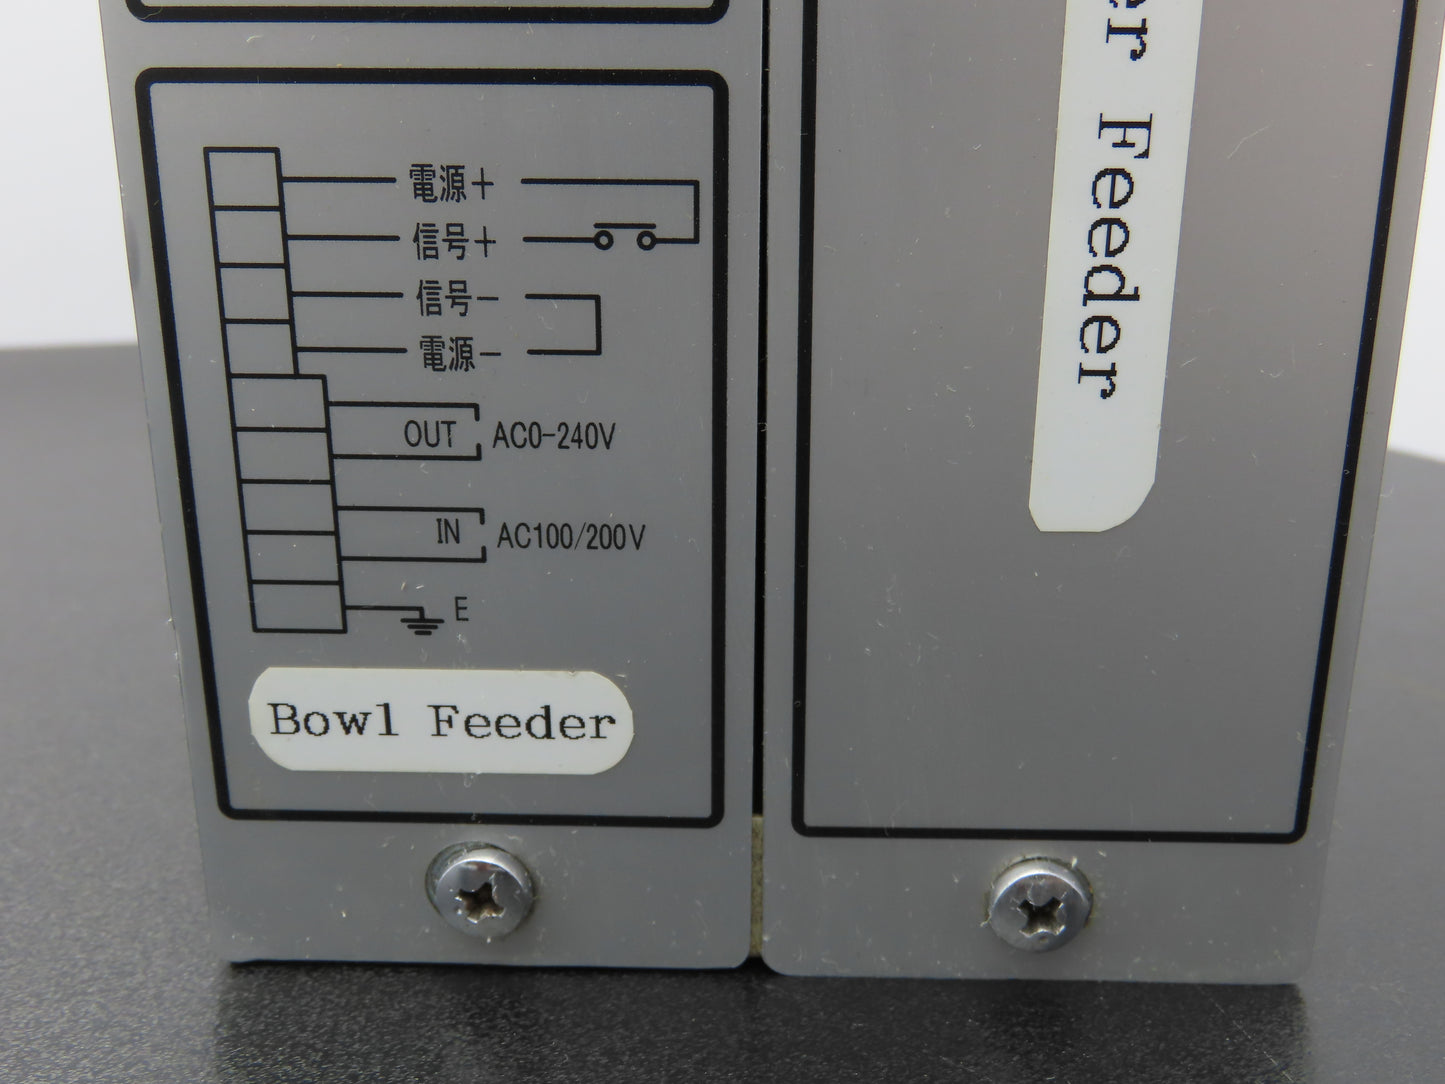 電源+
信号+
信号-
電源-
OUT AC0-240V
IN AC100/200V
E
Bowl Feeder
er Feeder